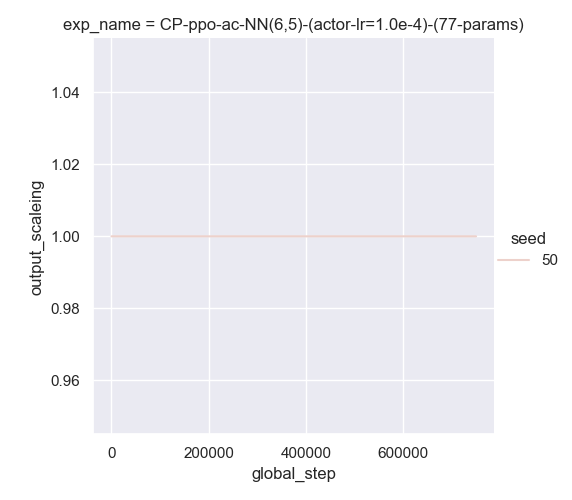 exp_name = CP-ppo-ac-NN(6,5)-(actor-lr=1.0e-4)-(77-params)
1.04
1.02
1.00
0.98
0.96
output_scaleing
0
200000
400000
600000
global_step
seed
50